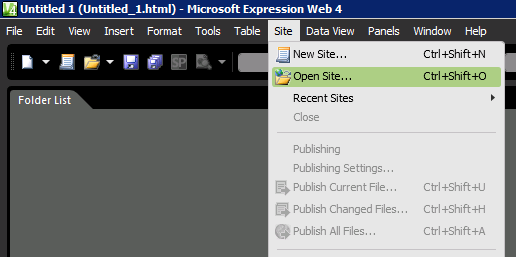 Untitled 1 (Untitled_1.html) - Microsoft Expression Web 4
File Edit View Insert Format Tools Table Site Data View Panels Window Help
New Site... Ctrl+Shift+N
Open Site... Ctrl+Shift+O
Recent Sites
Close
Folder List
Publishing
Publishing Settings...
Publish Current File... Ctrl+Shift+U
Publish Changed Files... Ctrl+Shift+H
Publish All Files... Ctrl+Shift+A